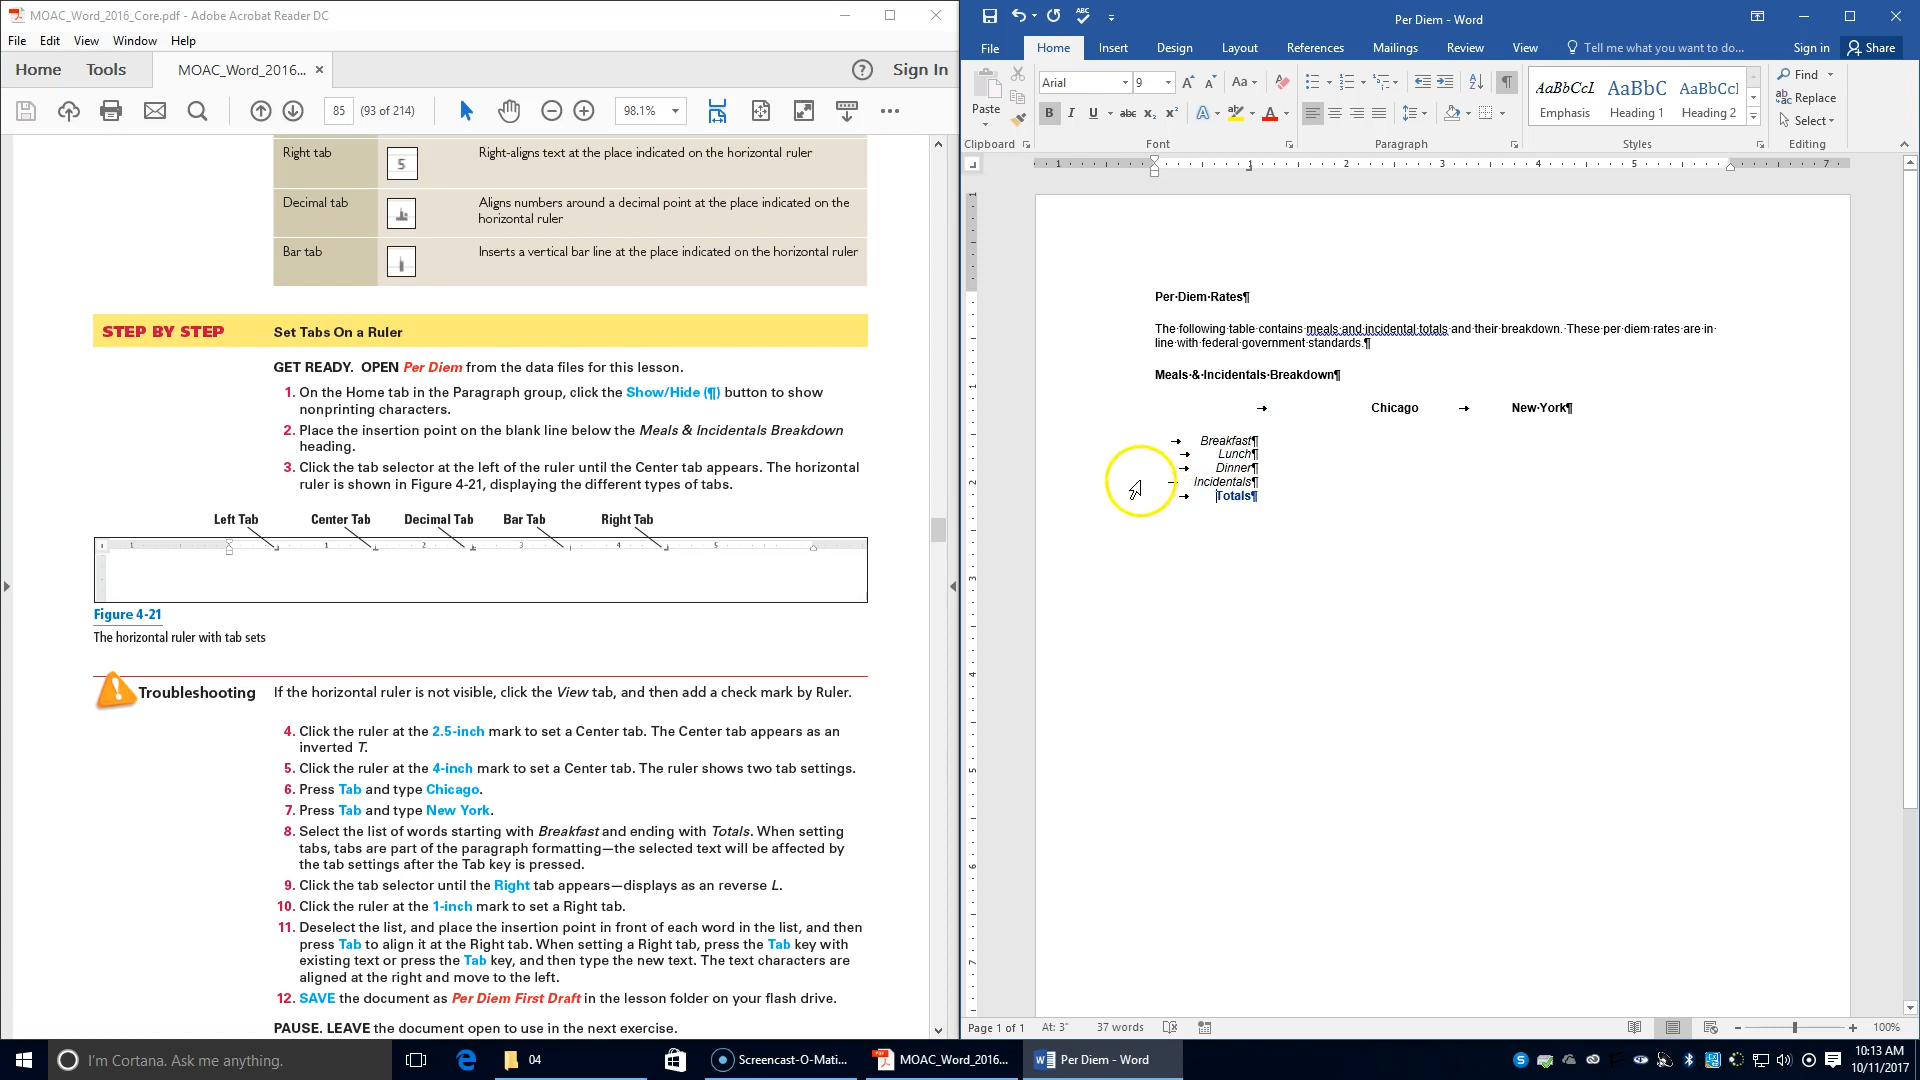 MOAC_Word_2016_Core.pdf - Adobe Acrobat Reader DC
File Edit View Window Help
Home Tools MOAC_Word_2016... × Sign In
85 (93 of 214) 98.1%
Right tab Right-aligns text at the place indicated on the horizontal ruler
Decimal tab Aligns numbers around a decimal point at the place indicated on the
horizontal ruler
Bar tab Inserts a vertical bar line at the place indicated on the horizontal ruler
STEP BY STEP Set Tabs On a Ruler
GET READY. OPEN Per Diem from the data files for this lesson.
1. On the Home tab in the Paragraph group, click the Show/Hide (¶) button to show
nonprinting characters.
2. Place the insertion point on the blank line below the Meals & Incidentals Breakdown
heading.
3. Click the tab selector at the left of the ruler until the Center tab appears. The horizontal
ruler is shown in Figure 4-21, displaying the different types of tabs.
Left Tab Center Tab Decimal Tab Bar Tab Right Tab
1 1 2 3 4 5
Figure 4-21
The horizontal ruler with tab sets
Troubleshooting If the horizontal ruler is not visible, click the View tab, and then add a check mark by Ruler.
4. Click the ruler at the 2.5-inch mark to set a Center tab. The Center tab appears as an
inverted T.
5. Click the ruler at the 4-inch mark to set a Center tab. The ruler shows two tab settings.
6. Press Tab and type Chicago.
7. Press Tab and type New York.
8. Select the list of words starting with Breakfast and ending with Totals. When setting
tabs, tabs are part of the paragraph formatting—the selected text will be affected by
the tab settings after the Tab key is pressed.
9. Click the tab selector until the Right tab appears—displays as an reverse L.
10. Click the ruler at the 1-inch mark to set a Right tab.
11. Deselect the list, and place the insertion point in front of each word in the list, and then
press Tab to align it at the Right tab. When setting a Right tab, press the Tab key with
existing text or press the Tab key, and then type the new text. The text characters are
aligned at the right and move to the left.
12. SAVE the document as Per Diem First Draft in the lesson folder on your flash drive.
PAUSE. LEAVE the document open to use in the next exercise.
Per Diem - Word
File Home Insert Design Layout References Mailings Review View Tell me what you want to do... Sign in Share
Paste Arial 9 Aa
B I U abc x₂ x² A A
AaBbCcL AaBbC AaBbCcI
Emphasis Heading 1 Heading 2
Find
Replace
Select
Clipboard Font Paragraph Styles Editing
1 1 2 3 4 5 7
Per·Diem·Rates¶
The·following·table·contains·meals·and·incidental·totals·and·their·breakdown.·These·per·diem·rates·are·in·
line·with·federal·government·standards.¶
Meals·&·Incidentals·Breakdown¶
→ Chicago → New·York¶
→ Breakfast¶
→ Lunch¶
→ Dinner¶
→ Incidentals¶
→ Totals¶
Page 1 of 1 At: 3" 37 words 100%
I'm Cortana. Ask me anything. 04 Screencast-O-Mati... MOAC_Word_2016... Per Diem - Word
10:13 AM
10/11/2017